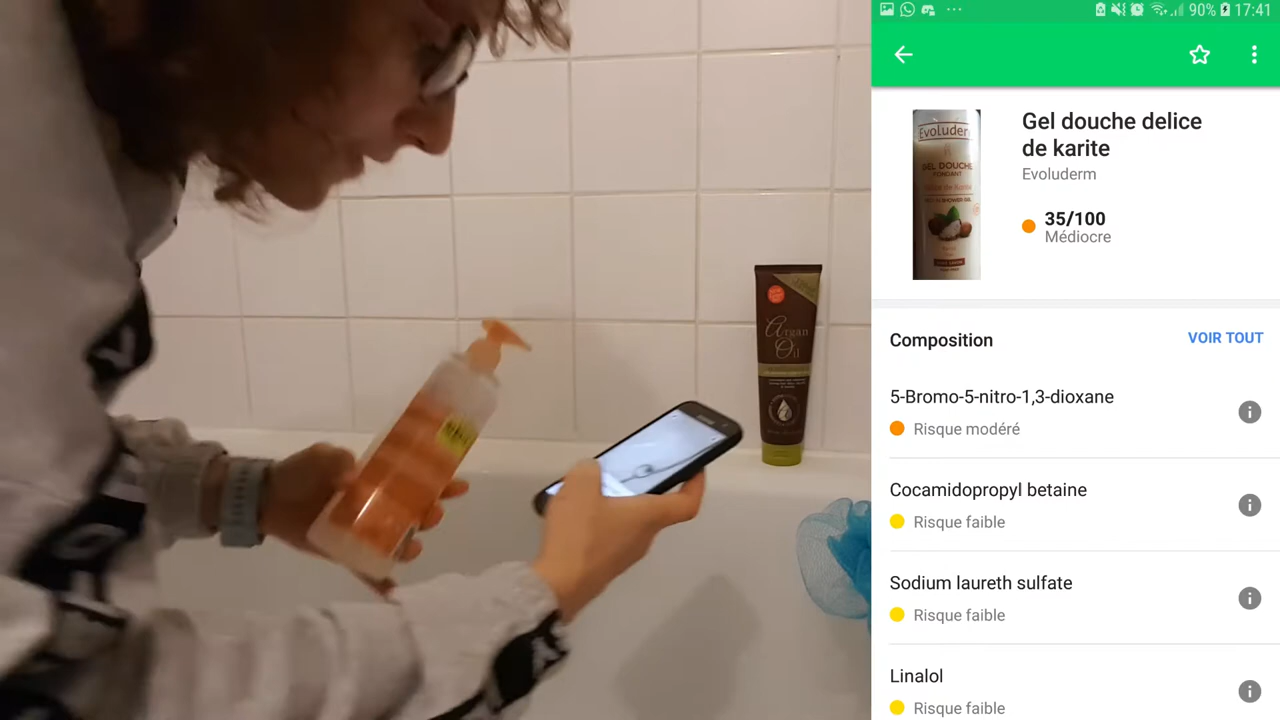 90% 17:41
Evoluderm
GEL DOUCHE
FONDANT
Gel douche delice
de karite
Evoluderm
35/100
Médiocre
Composition
VOIR TOUT
5-Bromo-5-nitro-1,3-dioxane
Risque modéré
Cocamidopropyl betaine
Risque faible
Sodium laureth sulfate
Risque faible
Linalol
Risque faible
Argan
Oil